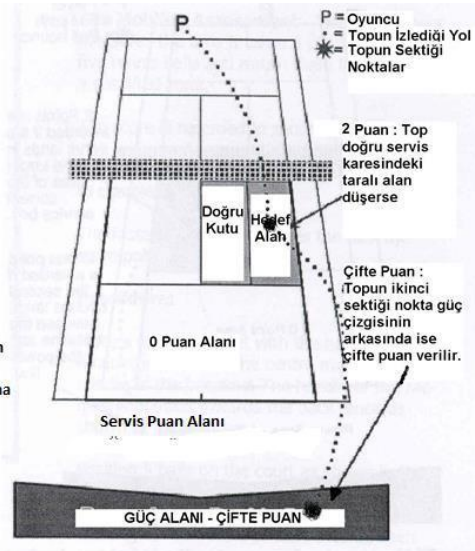 P
P = Oyuncu
= Topun İzlediği Yol
= Topun Sektiği
Noktalar
2 Puan : Top
doğru servis
karesindeki
taralı alan
düşerse
Doğru
Kutu
Hedef
Alan
Çifte Puan :
Topun ikinci
sektiği nokta güç
çizgisinin
arkasında ise
çifte puan verilir.
0 Puan Alanı
Servis Puan Alanı
GÜÇ ALANI - ÇİFTE PUAN